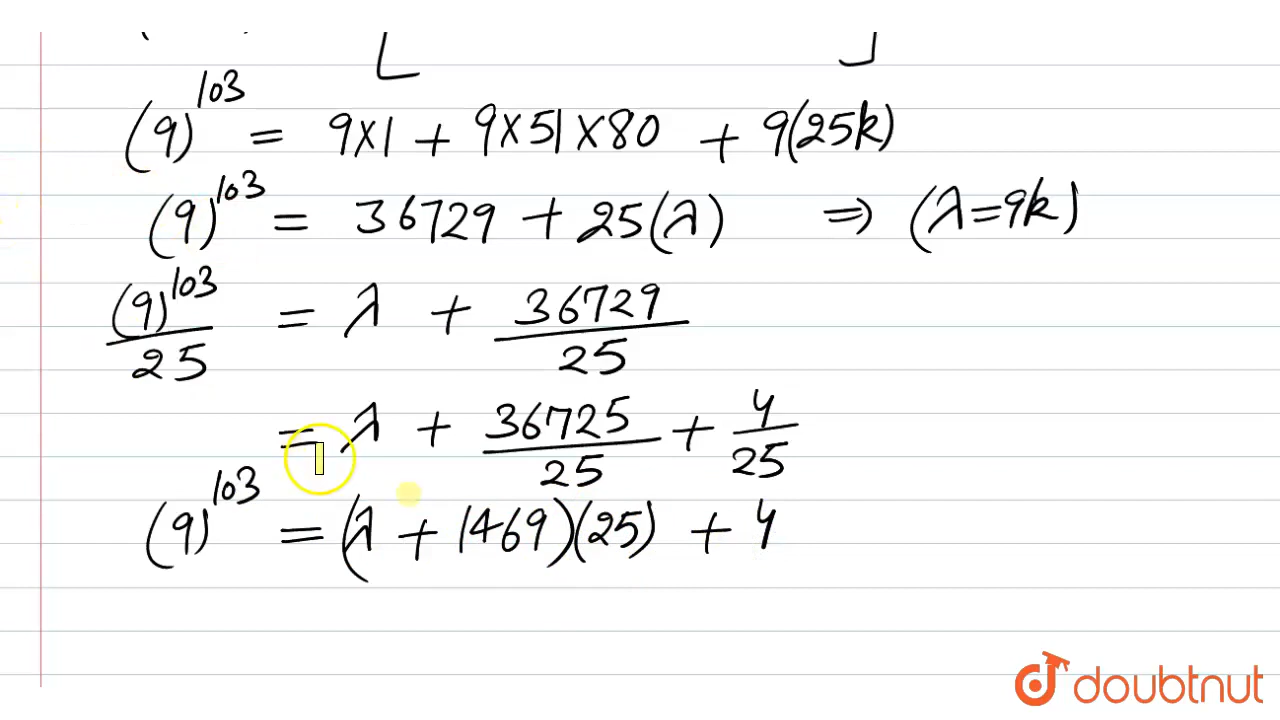 (9)^103 = 9×1 + 9×51×80 + 9(25k)
(9)^103 = 36729 + 25(λ) ⇒ (λ=9k)
(9)^103/25 = λ + 36729/25
= λ + 36725/25 + 4/25
(9)^103 = (λ + 1469)(25) + 4
doubtnut